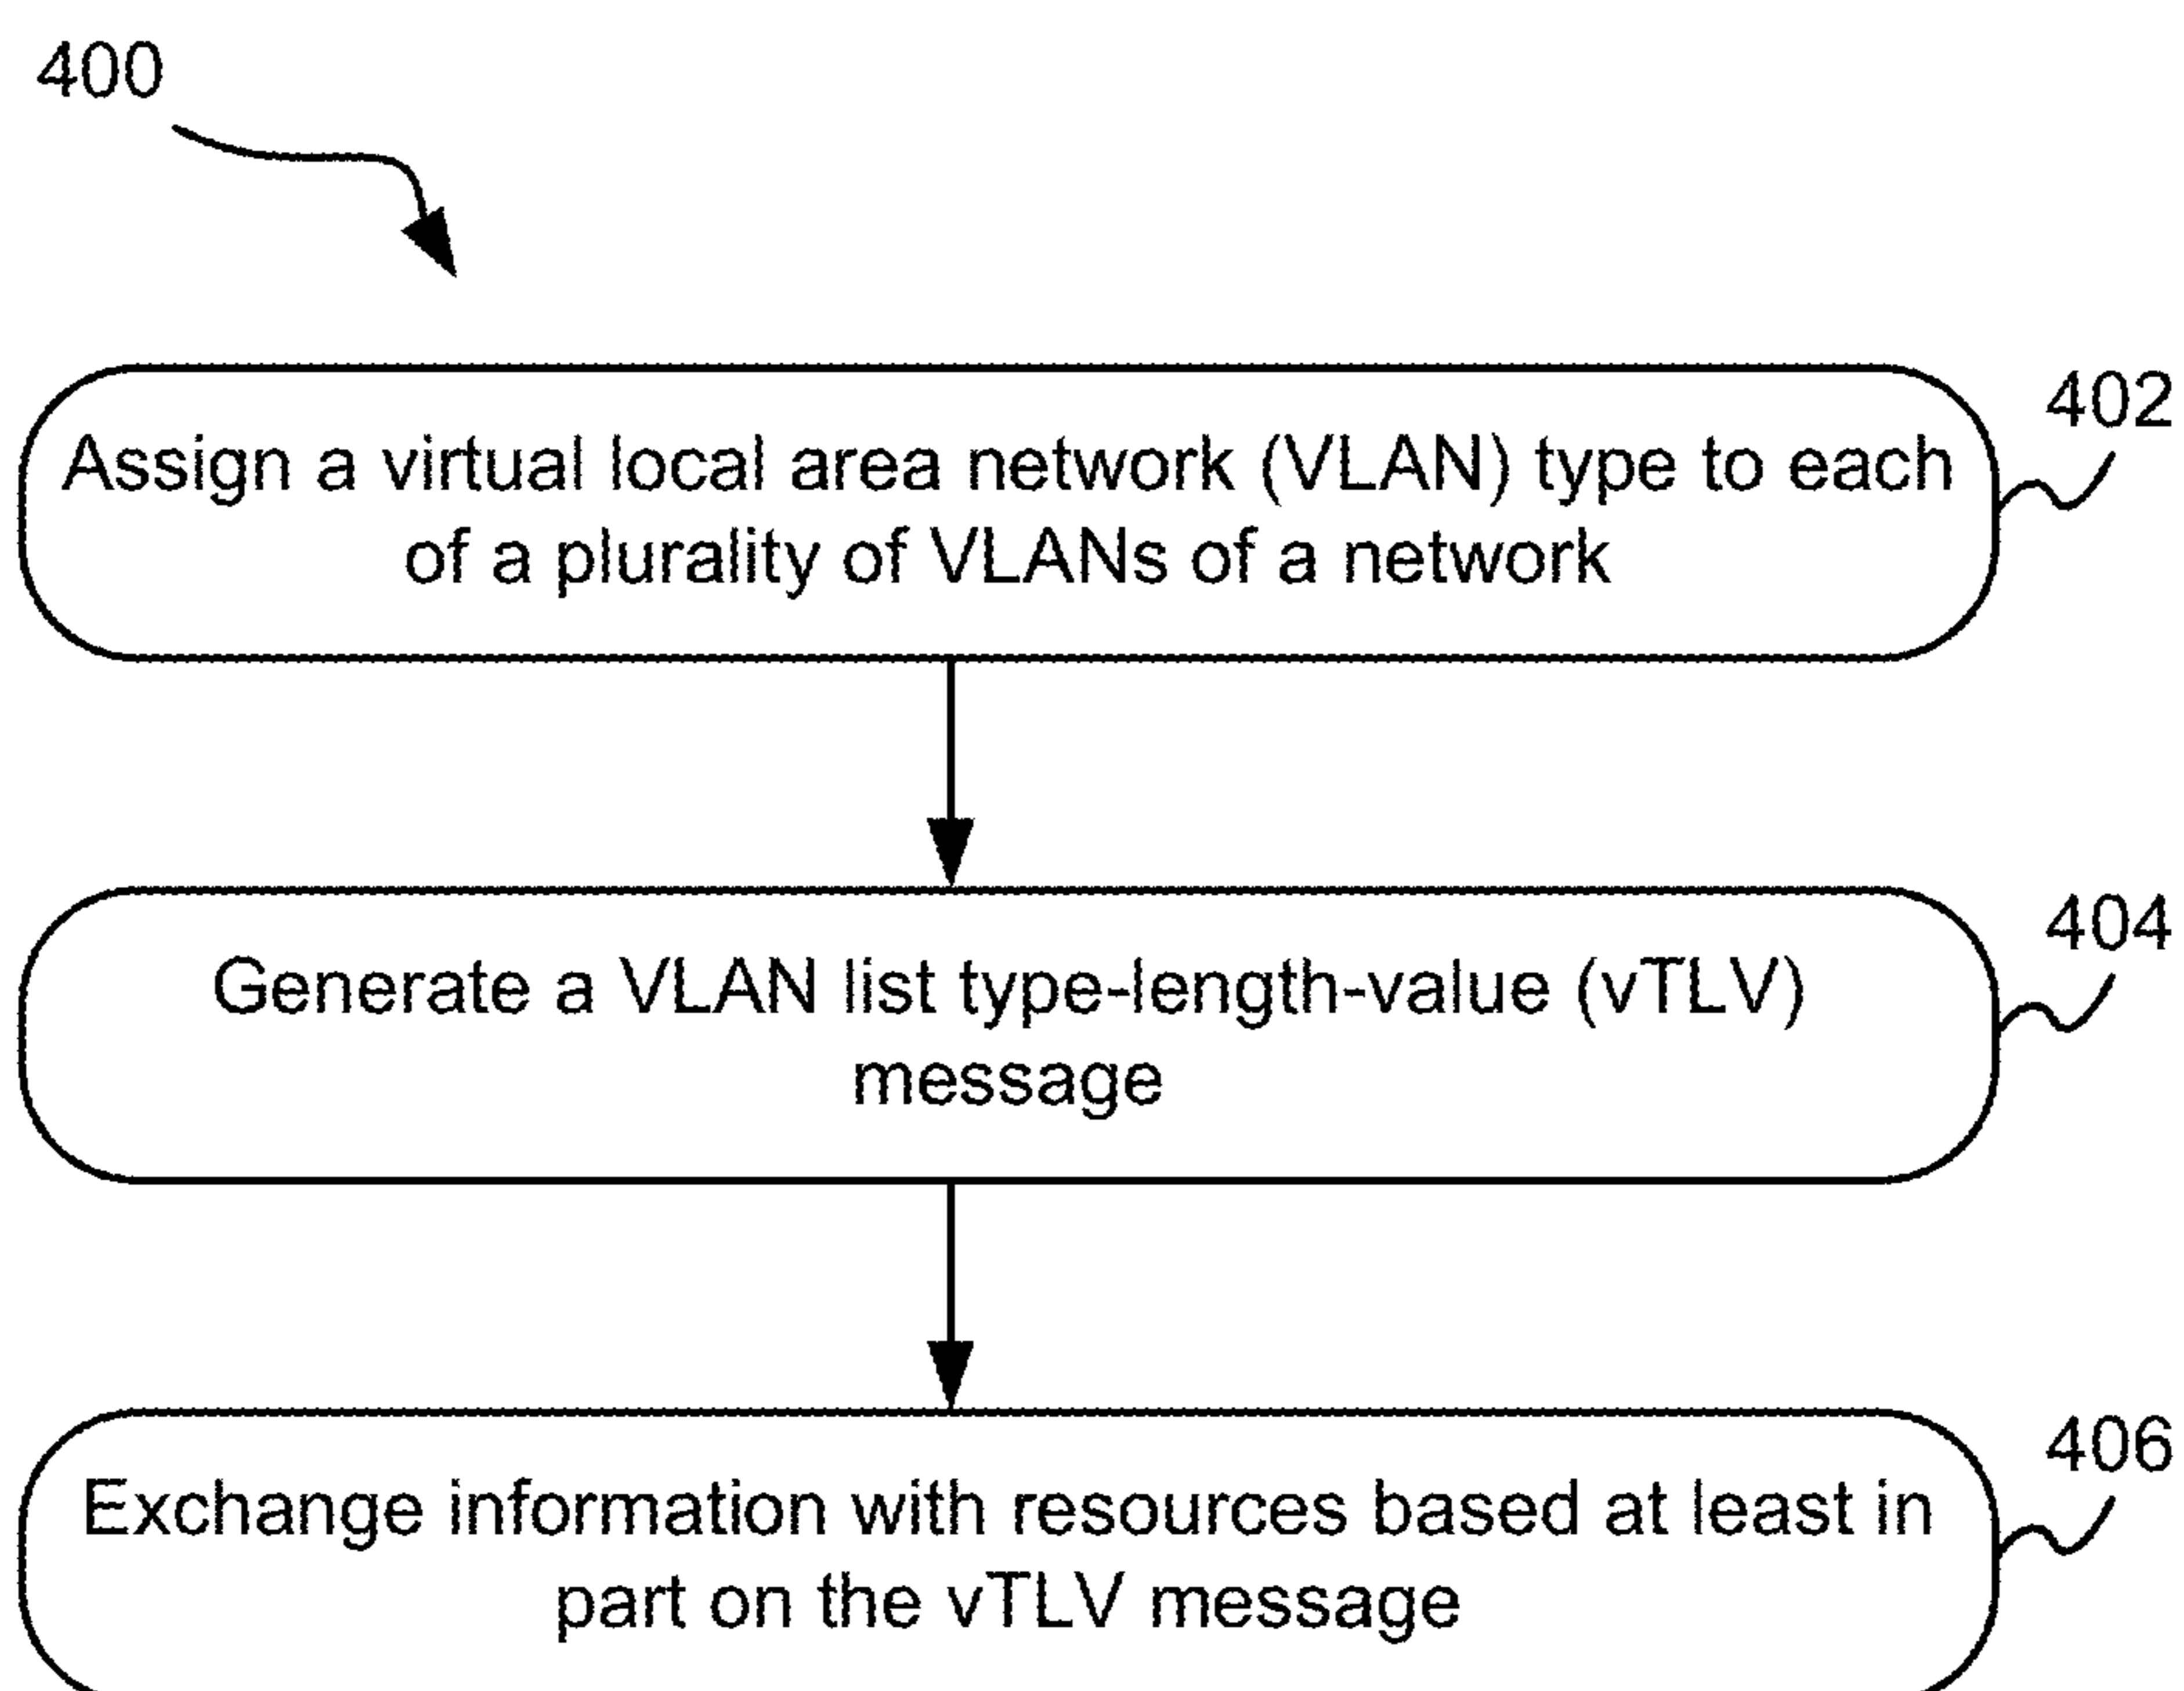 400
402
Assign a virtual local area network (VLAN) type to each
of a plurality of VLANs of a network
404
Generate a VLAN list type-length-value (vTLV)
message
406
Exchange information with resources based at least in
part on the vTLV message